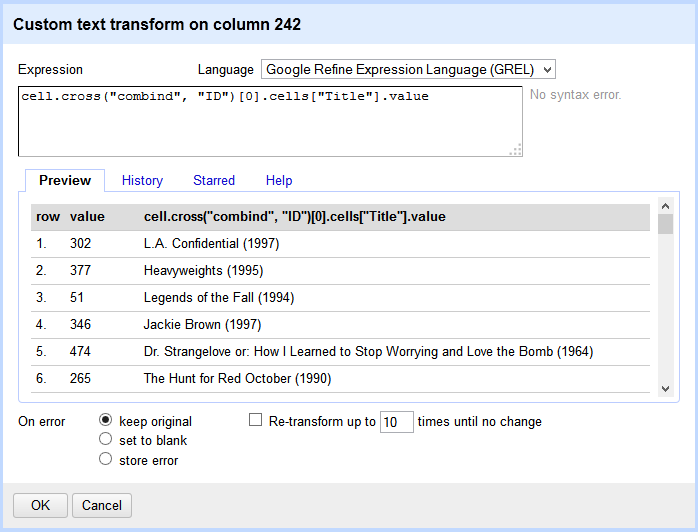 Custom text transform on column 242
Expression Language Google Refine Expression Language (GREL)
cell.cross("combind", "ID")[0].cells["Title"].value
No syntax error.
Preview History Starred Help
row value cell.cross("combind", "ID")[0].cells["Title"].value
1. 302 L.A. Confidential (1997)
2. 377 Heavyweights (1995)
3. 51 Legends of the Fall (1994)
4. 346 Jackie Brown (1997)
5. 474 Dr. Strangelove or: How I Learned to Stop Worrying and Love the Bomb (1964)
6. 265 The Hunt for Red October (1990)
On error keep original Re-transform up to 10 times until no change
set to blank
store error
OK Cancel